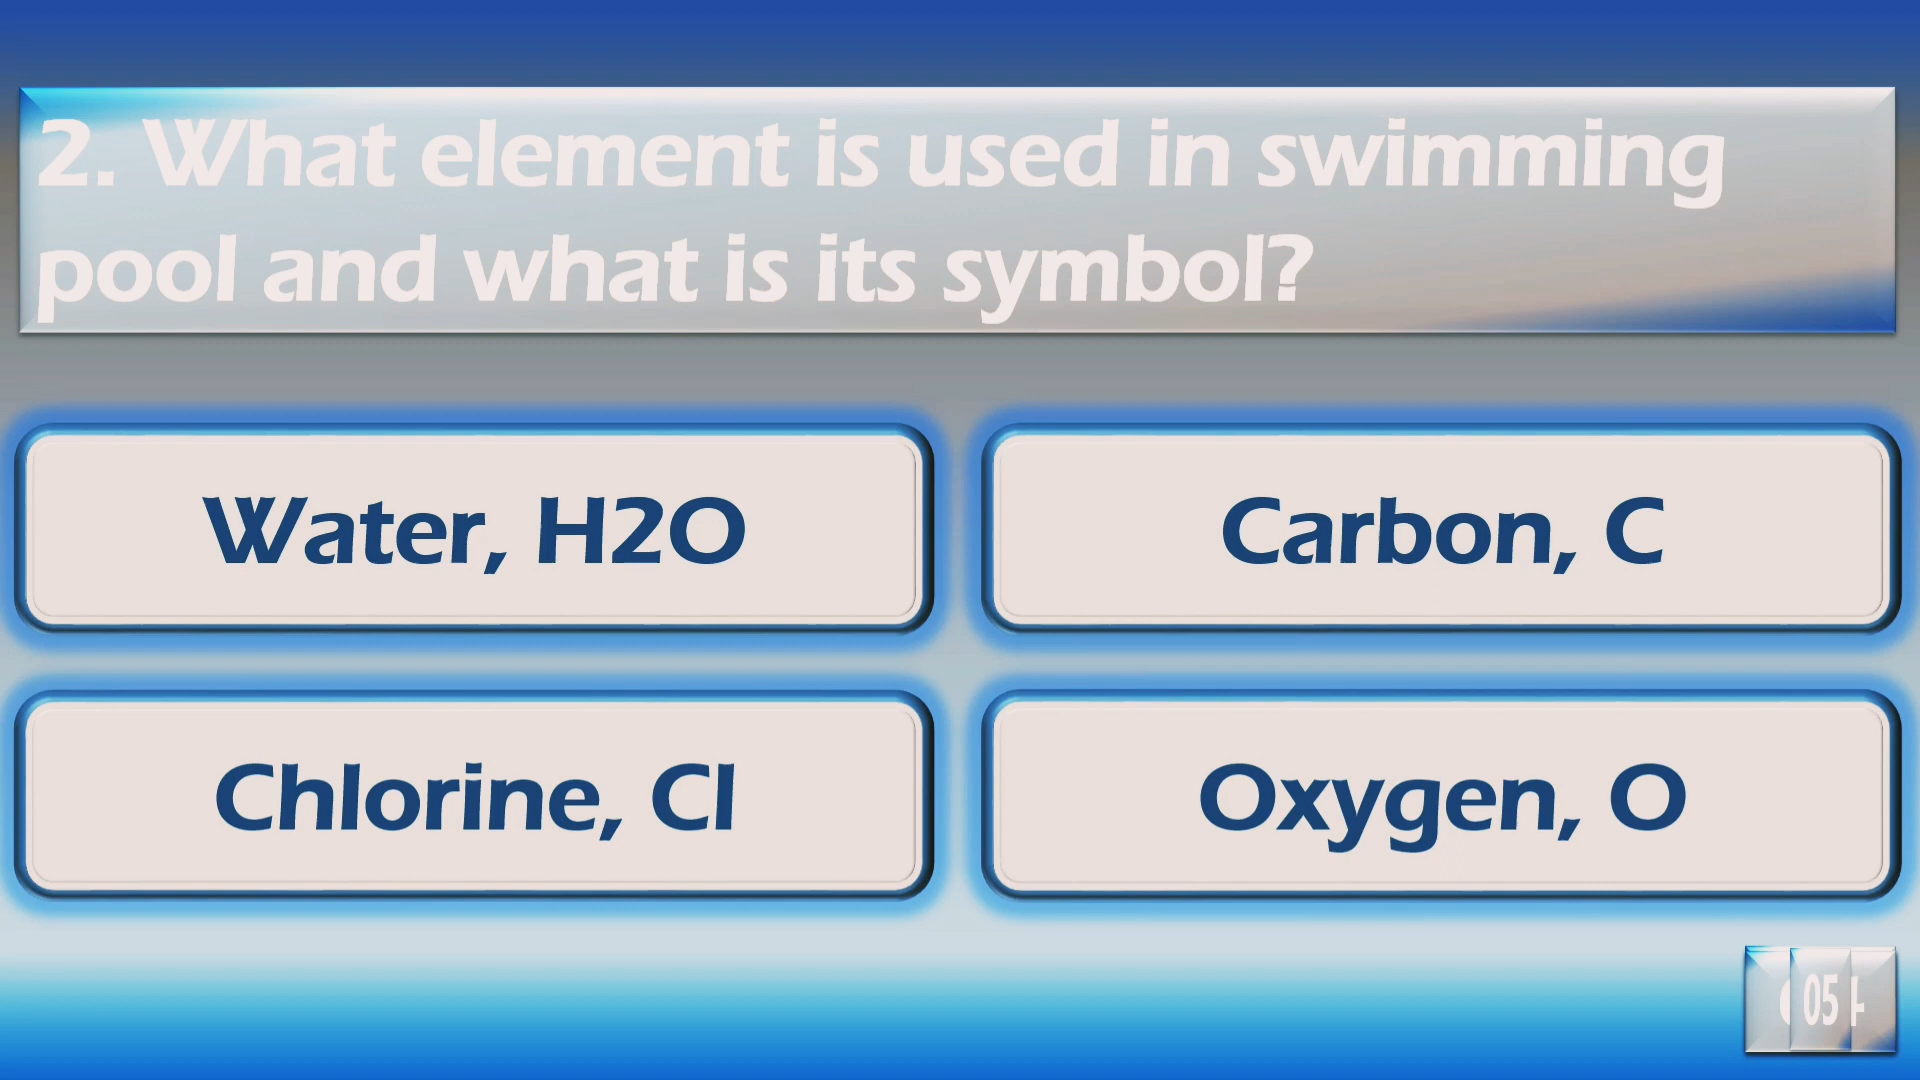 2. What element is used in swimming
pool and what is its symbol?
Water, H2O
Carbon, C
Chlorine, Cl
Oxygen, O
05